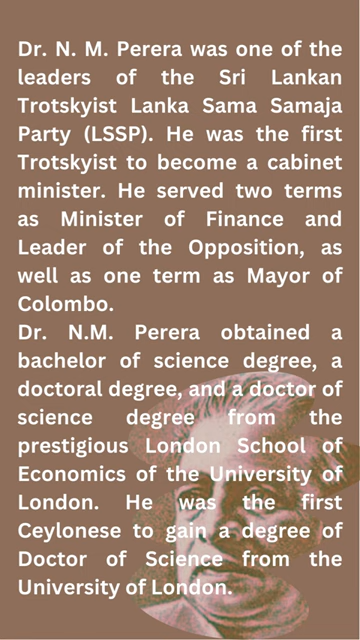 Dr. N. M. Perera was one of the
leaders of the Sri Lankan
Trotskyist Lanka Sama Samaja
Party (LSSP). He was the first
Trotskyist to become a cabinet
minister. He served two terms
as Minister of Finance and
Leader of the Opposition, as
well as one term as Mayor of
Colombo.
Dr. N.M. Perera obtained a
bachelor of science degree, a
doctoral degree, and a doctor of
science degree from the
prestigious London School of
Economics of the University of
London. He was the first
Ceylonese to gain a degree of
Doctor of Science from the
University of London.